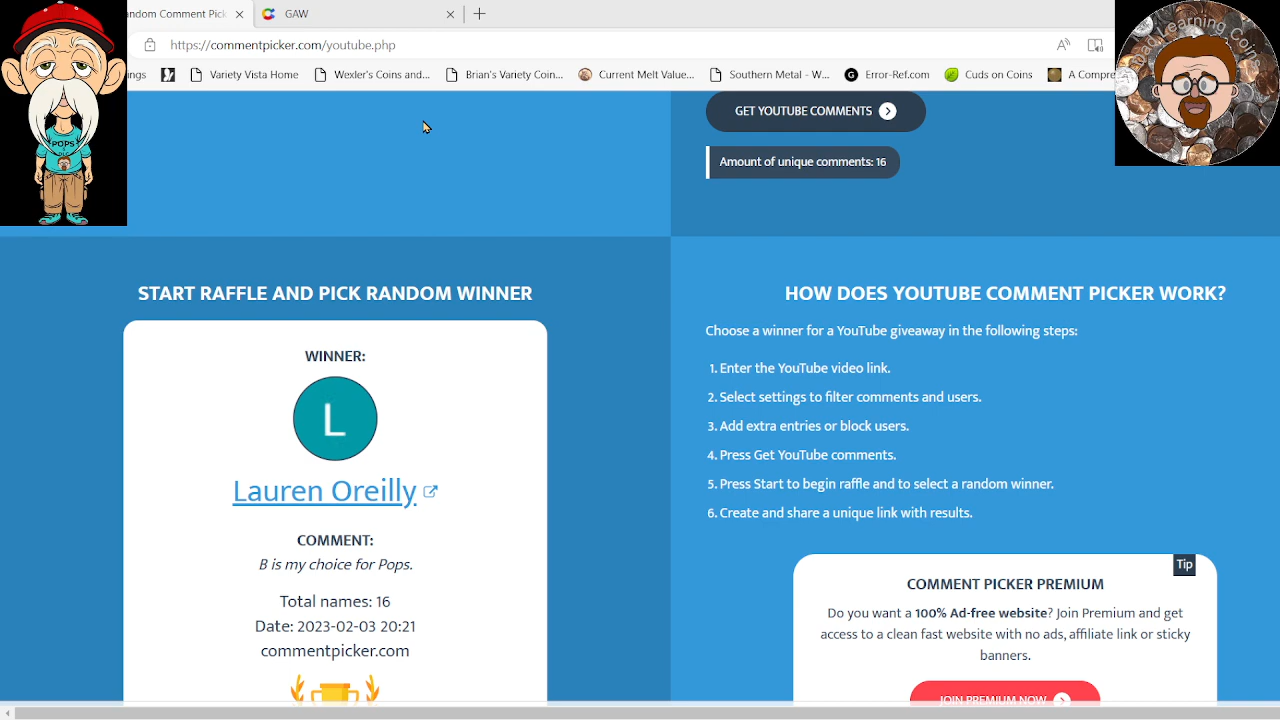 andom Comment Pick
GAW
https://commentpicker.com/youtube.php
ngs
Variety Vista Home
Wexler's Coins and...
Brian's Variety Coin...
Current Melt Value...
Southern Metal - W...
Error-Ref.com
Cuds on Coins
A Compre
POPS
GET YOUTUBE COMMENTS
Amount of unique comments: 16
START RAFFLE AND PICK RANDOM WINNER
WINNER:
L
Lauren Oreilly
COMMENT:
B is my choice for Pops.
Total names: 16
Date: 2023-02-03 20:21
commentpicker.com
HOW DOES YOUTUBE COMMENT PICKER WORK?
Choose a winner for a YouTube giveaway in the following steps:
1. Enter the YouTube video link.
2. Select settings to filter comments and users.
3. Add extra entries or block users.
4. Press Get YouTube comments.
5. Press Start to begin raffle and to select a random winner.
6. Create and share a unique link with results.
Tip
COMMENT PICKER PREMIUM
Do you want a 100% Ad-free website? Join Premium and get
access to a clean fast website with no ads, affiliate link or sticky
banners.
JOIN PREMIUM NOW